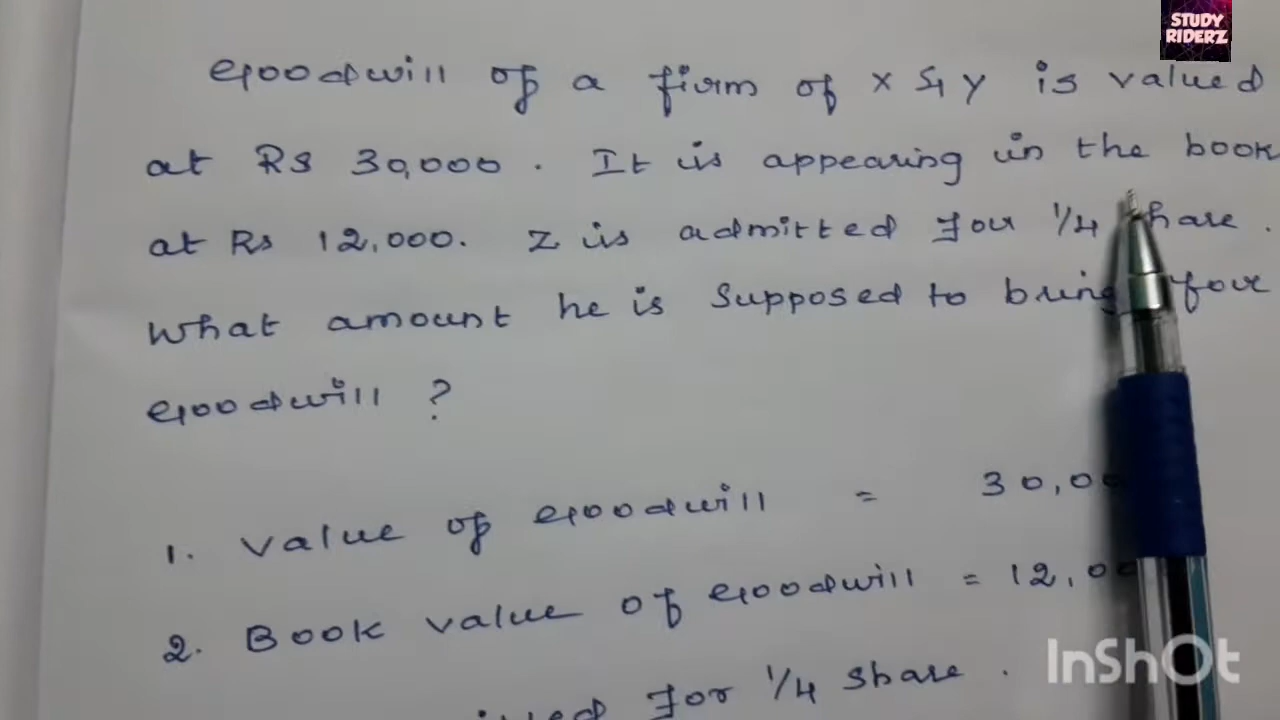 STUDY
RIDERZ
Goodwill of a firm of X & Y is valued
at Rs 30,000. It is appearing in the book
at Rs 12,000. Z is admitted for 1/4 share.
What amount he is supposed to bring for
Goodwill ?
1. Value of Goodwill = 30,00
2. Book value of Goodwill = 12,00
for 1/4 share.
InShOt